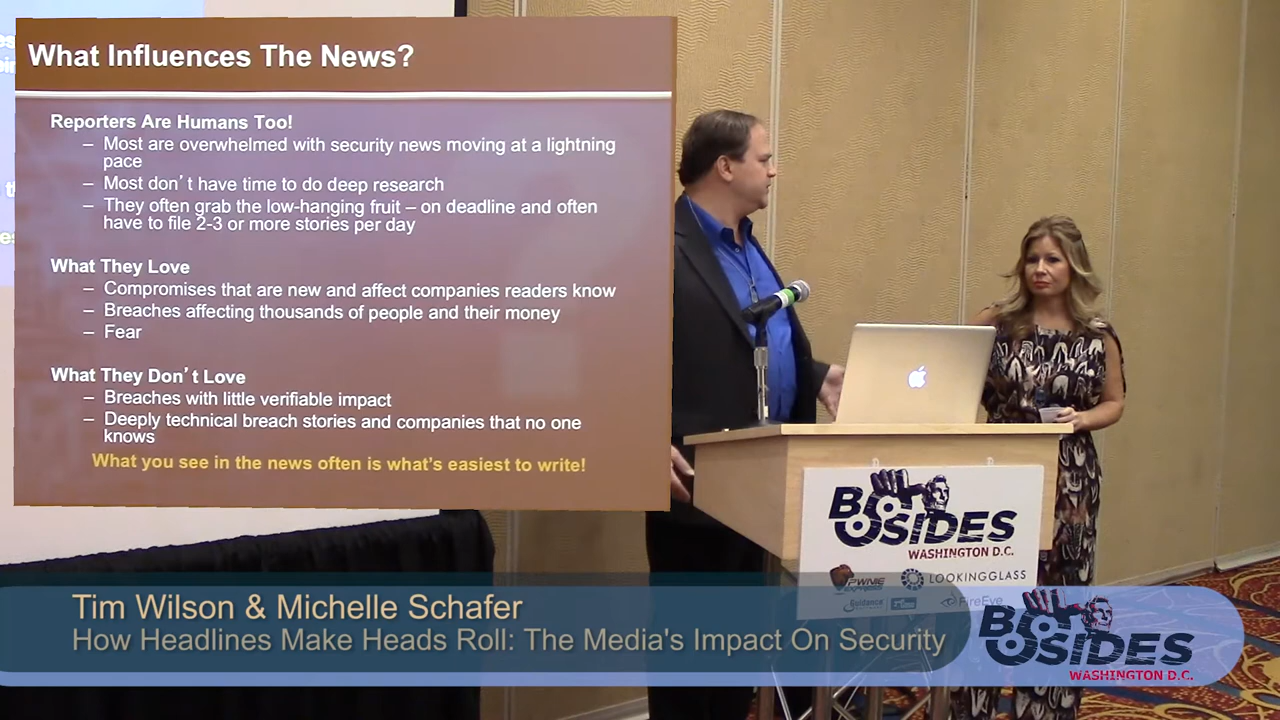 What Influences The News?
Reporters Are Humans Too!
– Most are overwhelmed with security news moving at a lightning
pace
– Most don't have time to do deep research
– They often grab the low-hanging fruit – on deadline and often
have to file 2-3 or more stories per day
What They Love
– Compromises that are new and affect companies readers know
– Breaches affecting thousands of people and their money
– Fear
What They Don't Love
– Breaches with little verifiable impact
– Deeply technical breach stories and companies that no one
knows
What you see in the news often is what's easiest to write!
BSIDES
WASHINGTON D.C.
PWNIE
EXPRESS
LOOKINGGLASS
Guidance
FireEye
Tim Wilson & Michelle Schafer
How Headlines Make Heads Roll: The Media's Impact On Security
BSIDES
WASHINGTON D.C.